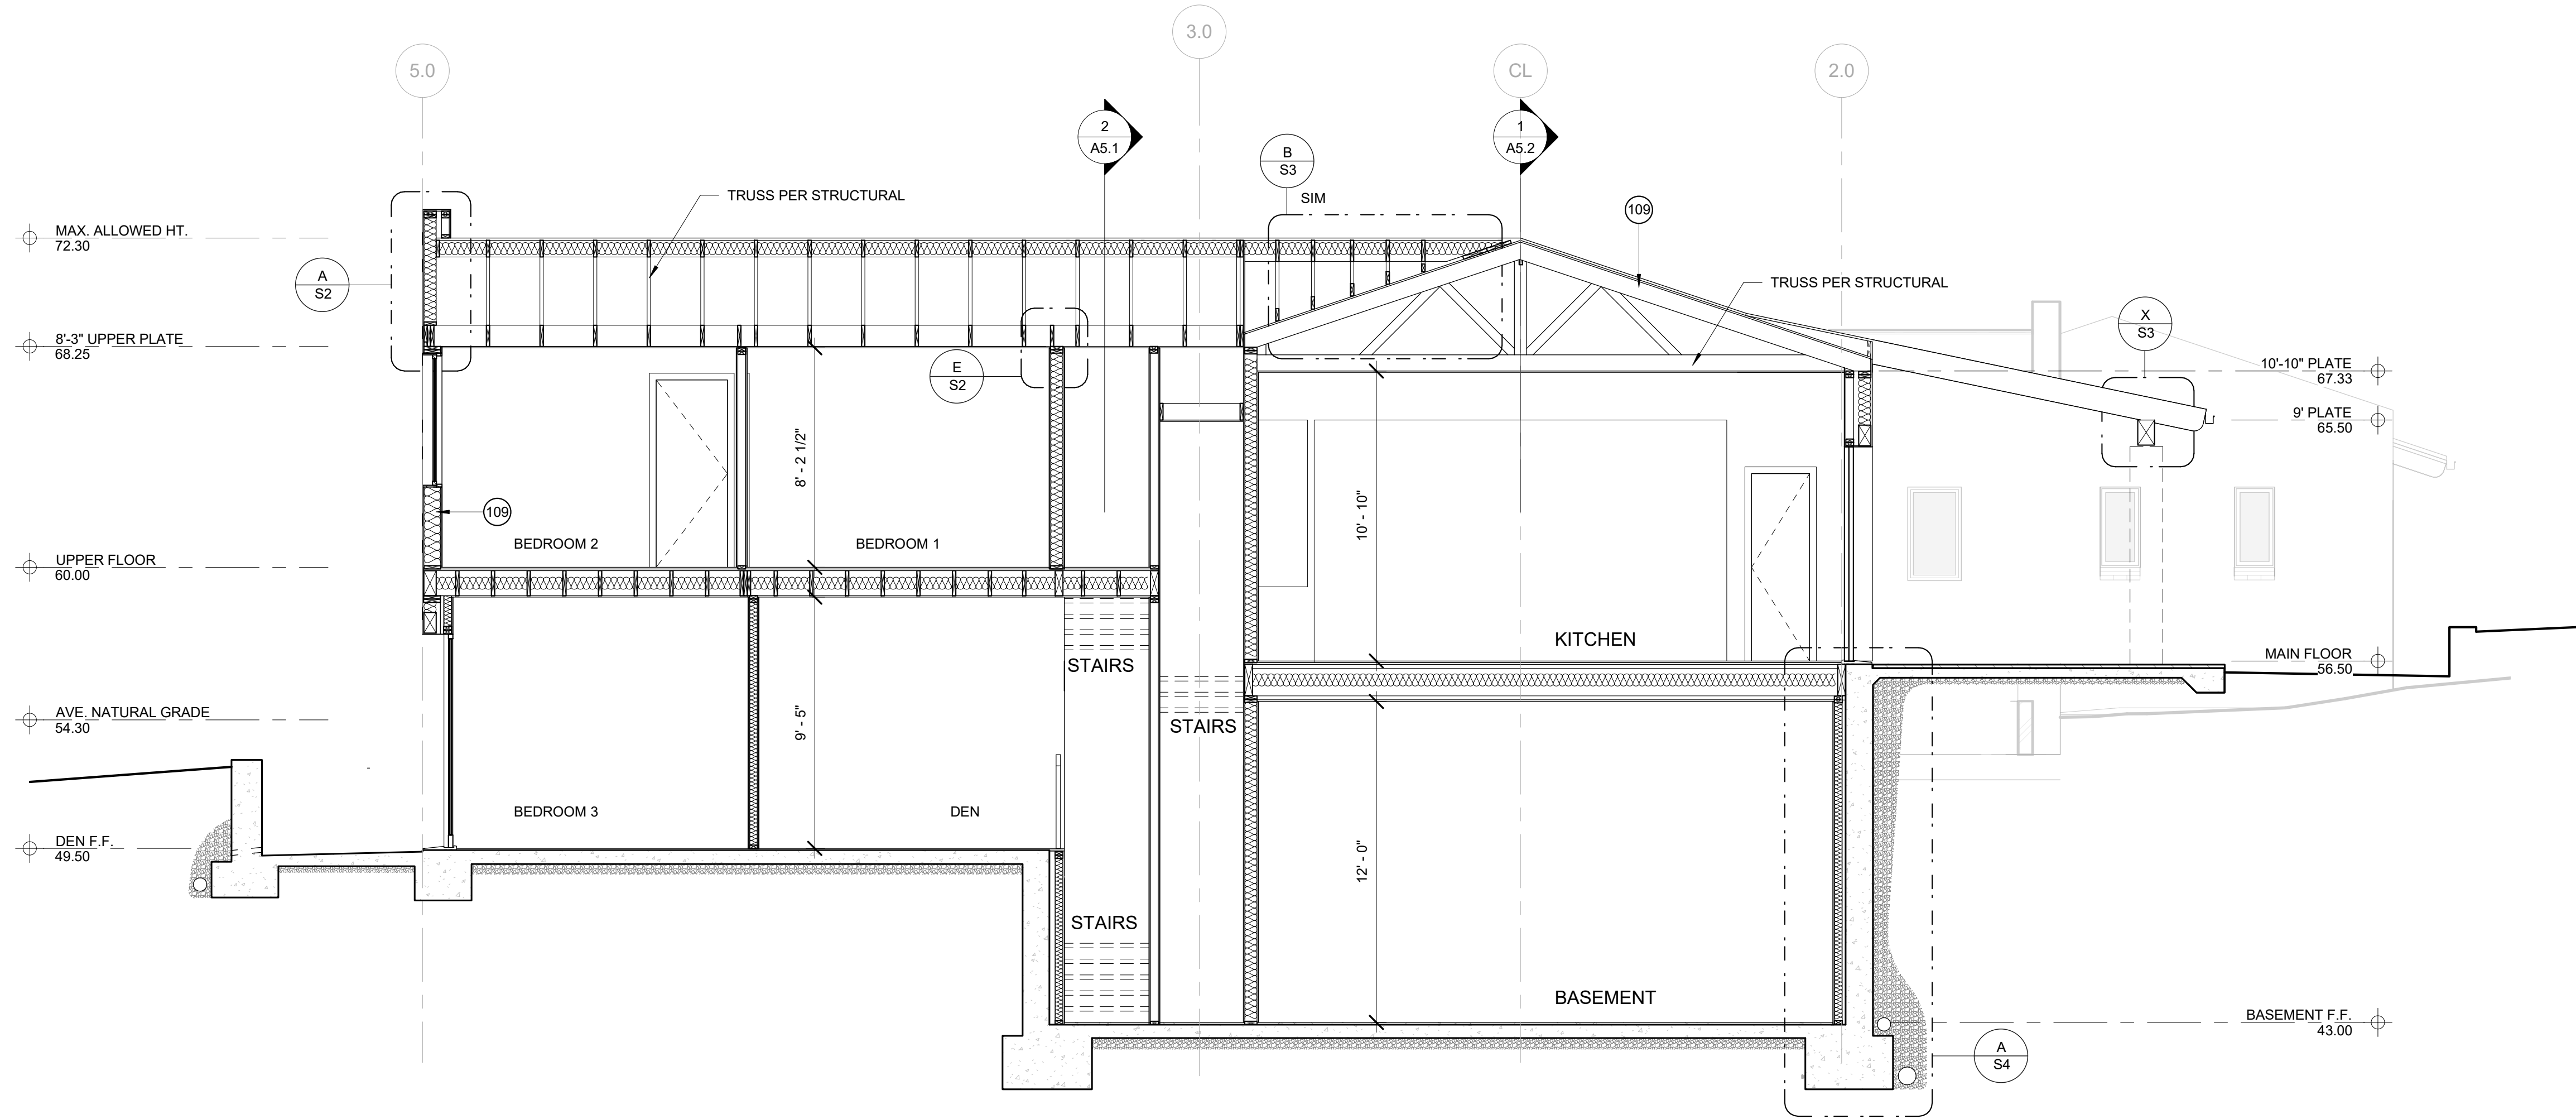 3.0
5.0
CL
2.0
2
A5.1
1
A5.2
B
S3
SIM
TRUSS PER STRUCTURAL
109
MAX. ALLOWED HT.
72.30
A
S2
TRUSS PER STRUCTURAL
X
S3
8'-3" UPPER PLATE
68.25
E
S2
10'-10" PLATE
67.33
9' PLATE
65.50
8' - 2 1/2"
10' - 10"
109
BEDROOM 2
BEDROOM 1
UPPER FLOOR
60.00
KITCHEN
STAIRS
MAIN FLOOR
56.50
AVE. NATURAL GRADE
54.30
9' - 5"
STAIRS
BEDROOM 3
DEN
DEN F.F.
49.50
12' - 0"
STAIRS
BASEMENT
BASEMENT F.F.
43.00
A
S4